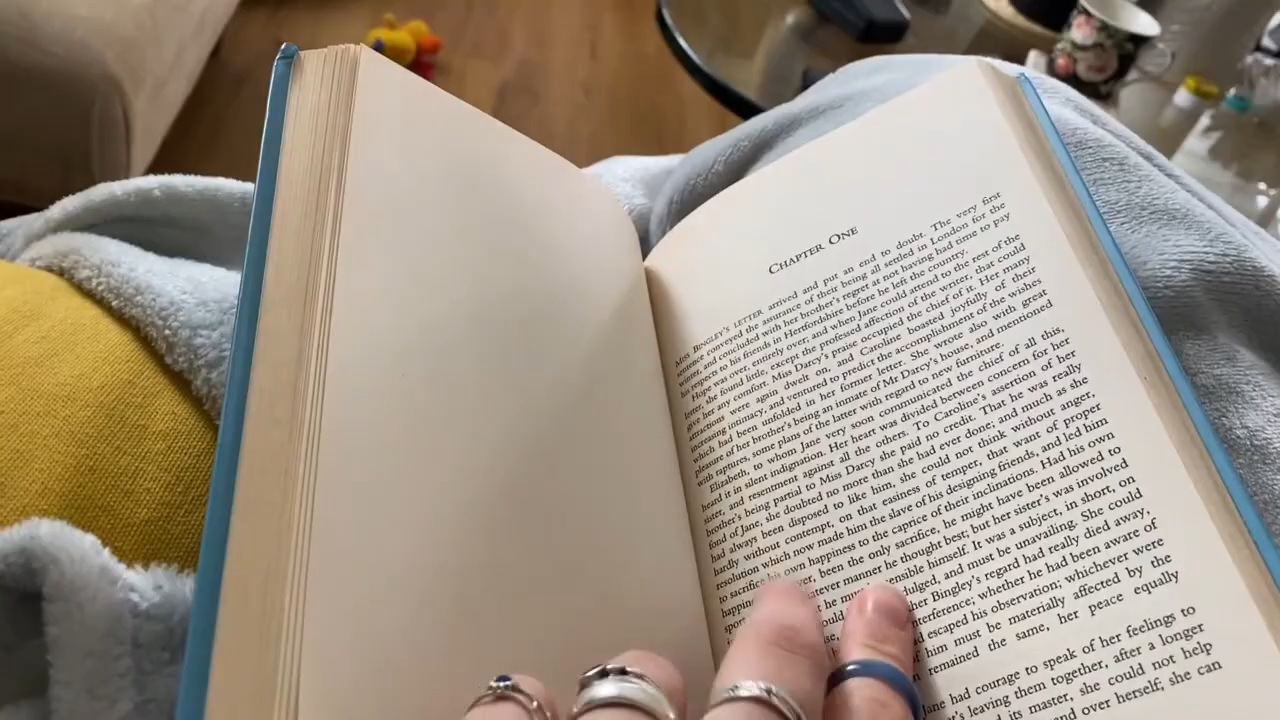 CHAPTER ONE
MISS BINGLEY'S LETTER arrived and put an end to doubt. The very first
sentence conveyed the assurance of their being all settled in London for the
winter, and concluded with her brother's regret at not having had time to pay
his respects to his friends in Hertfordshire before he left the country.
Hope was over, entirely over; and when Jane could attend to the rest of the
letter, she found little, except the professed affection of the writer, that could
give her any comfort. Miss Darcy's praise occupied the chief of it. Her many
attractions were again dwelt on, and Caroline boasted joyfully of their
increasing intimacy, and ventured to predict the accomplishment of the wishes
which had been unfolded in her former letter. She wrote also with great
pleasure of her brother's being an inmate of Mr Darcy's house, and mentioned
with raptures, some plans of the latter with regard to new furniture.
Elizabeth, to whom Jane very soon communicated the chief of all this,
heard it in silent indignation. Her heart was divided between concern for her
sister, and resentment against all the others. To Caroline's assertion of her
brother's being partial to Miss Darcy she paid no credit. That he was really
fond of Jane, she doubted no more than she had ever done; and much as she
had always been disposed to like him, she could not think without anger,
hardly without contempt, on that easiness of temper, that want of proper
resolution which now made him the slave of his designing friends, and led him
to sacrifice his own happiness to the caprice of their inclinations. Had his own
been the only sacrifice, he might have been allowed to
manner he thought best; but her sister's was involved
himself. It was a subject, in short, on
and must be unavailing. She could
Bingley's regard had really died away,
whether he had been aware of
escaped his observation; whichever were
him must be materially affected by the
remained the same, her peace equally
Jane had courage to speak of her feelings to
leaving them together, after a longer
its master, she could not help
over herself; she can